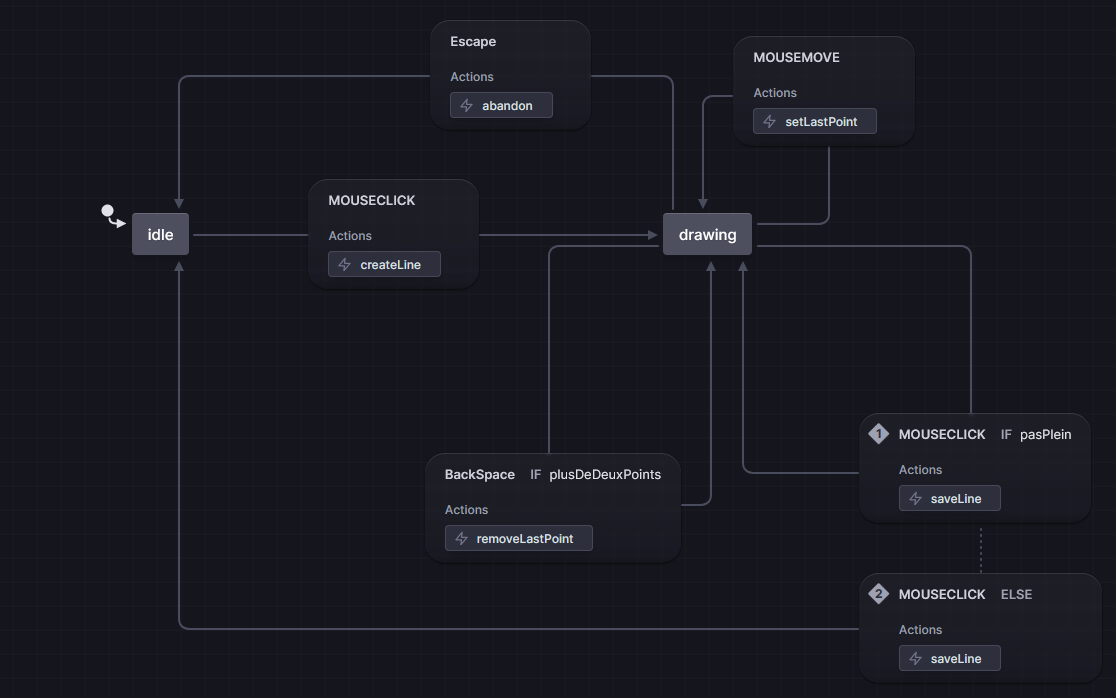 Escape
Actions
abandon
MOUSEMOVE
Actions
setLastPoint
MOUSECLICK
Actions
createLine
idle
drawing
1 MOUSECLICK IF pasPlein
Actions
saveLine
BackSpace IF plusDeDeuxPoints
Actions
removeLastPoint
2 MOUSECLICK ELSE
Actions
saveLine